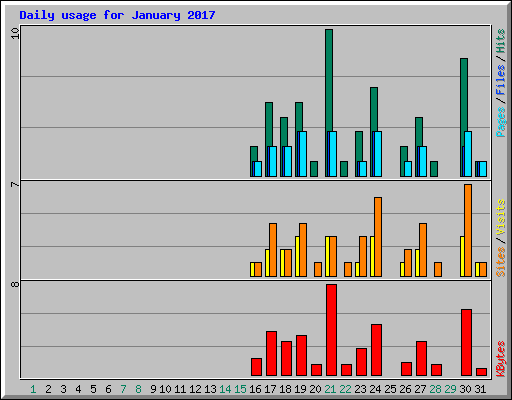 Daily usage for January 2017
10
7
8
Pages / Files / Hits
Sites / Visits
KBytes
1 2 3 4 5 6 7 8 9 10 11 12 13 14 15 16 17 18 19 20 21 22 23 24 25 26 27 28 29 30 31